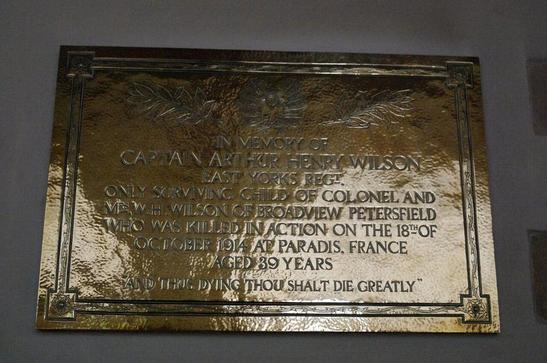 IN MEMORY OF
CAPTAIN ARTHUR HENRY WILSON
EAST YORKS REGT.
ONLY SURVIVING CHILD OF COLONEL AND
MRS W.H. WILSON OF BROADVIEW PETERSFIELD
WHO WAS KILLED IN ACTION ON THE 18TH OF
OCTOBER 1914 AT PARADIS, FRANCE
AGED 39 YEARS
"AND THUS DYING THOU SHALT DIE GREATLY"